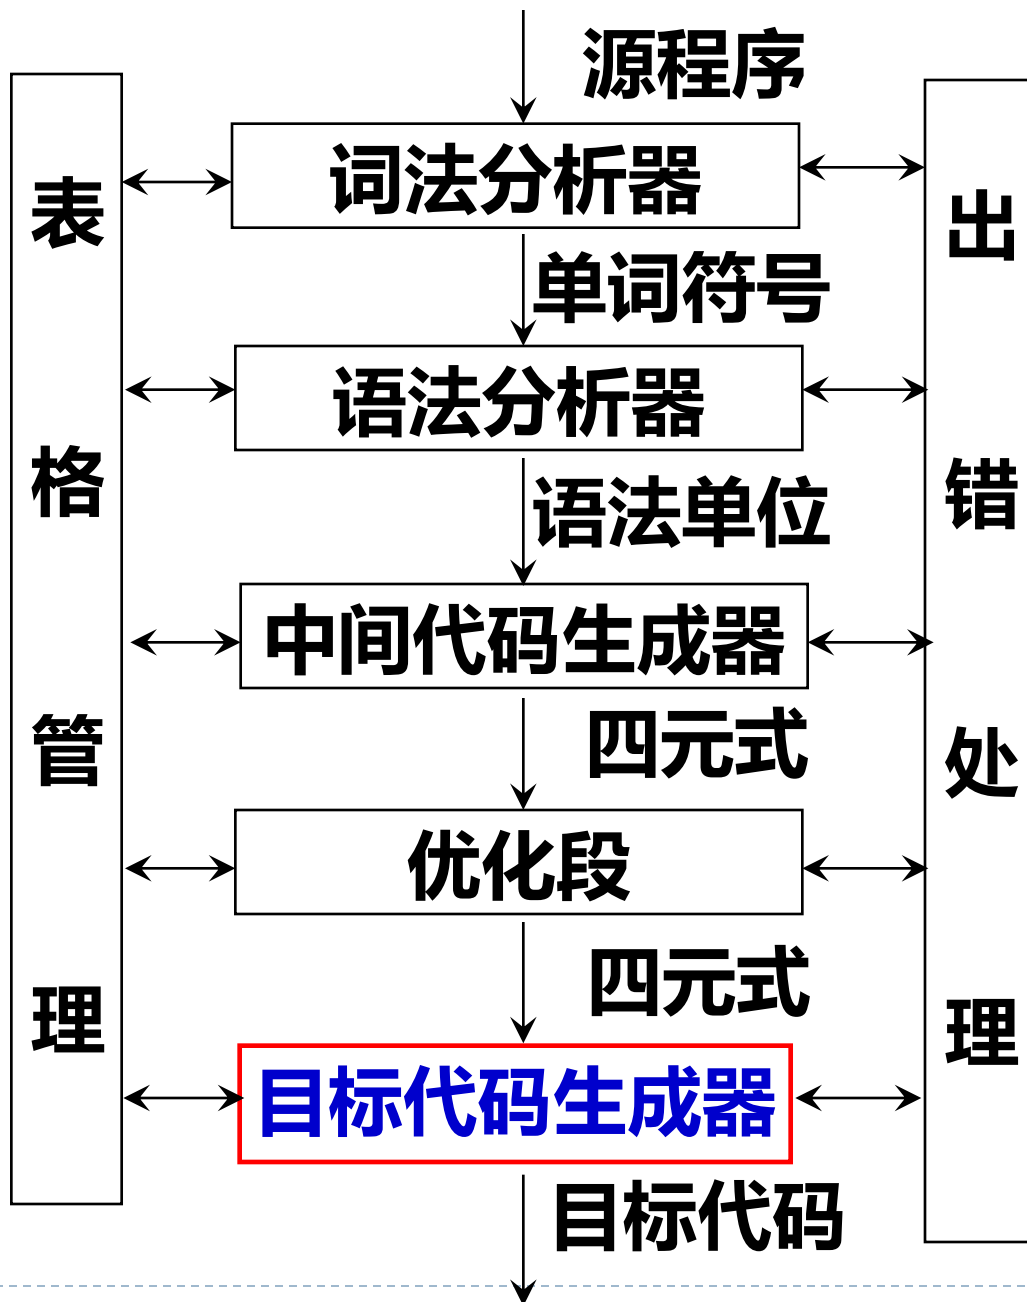 源程序
词法分析器
单词符号
语法分析器
语法单位
中间代码生成器
四元式
优化段
四元式
目标代码生成器
目标代码
表格管理
出错处理